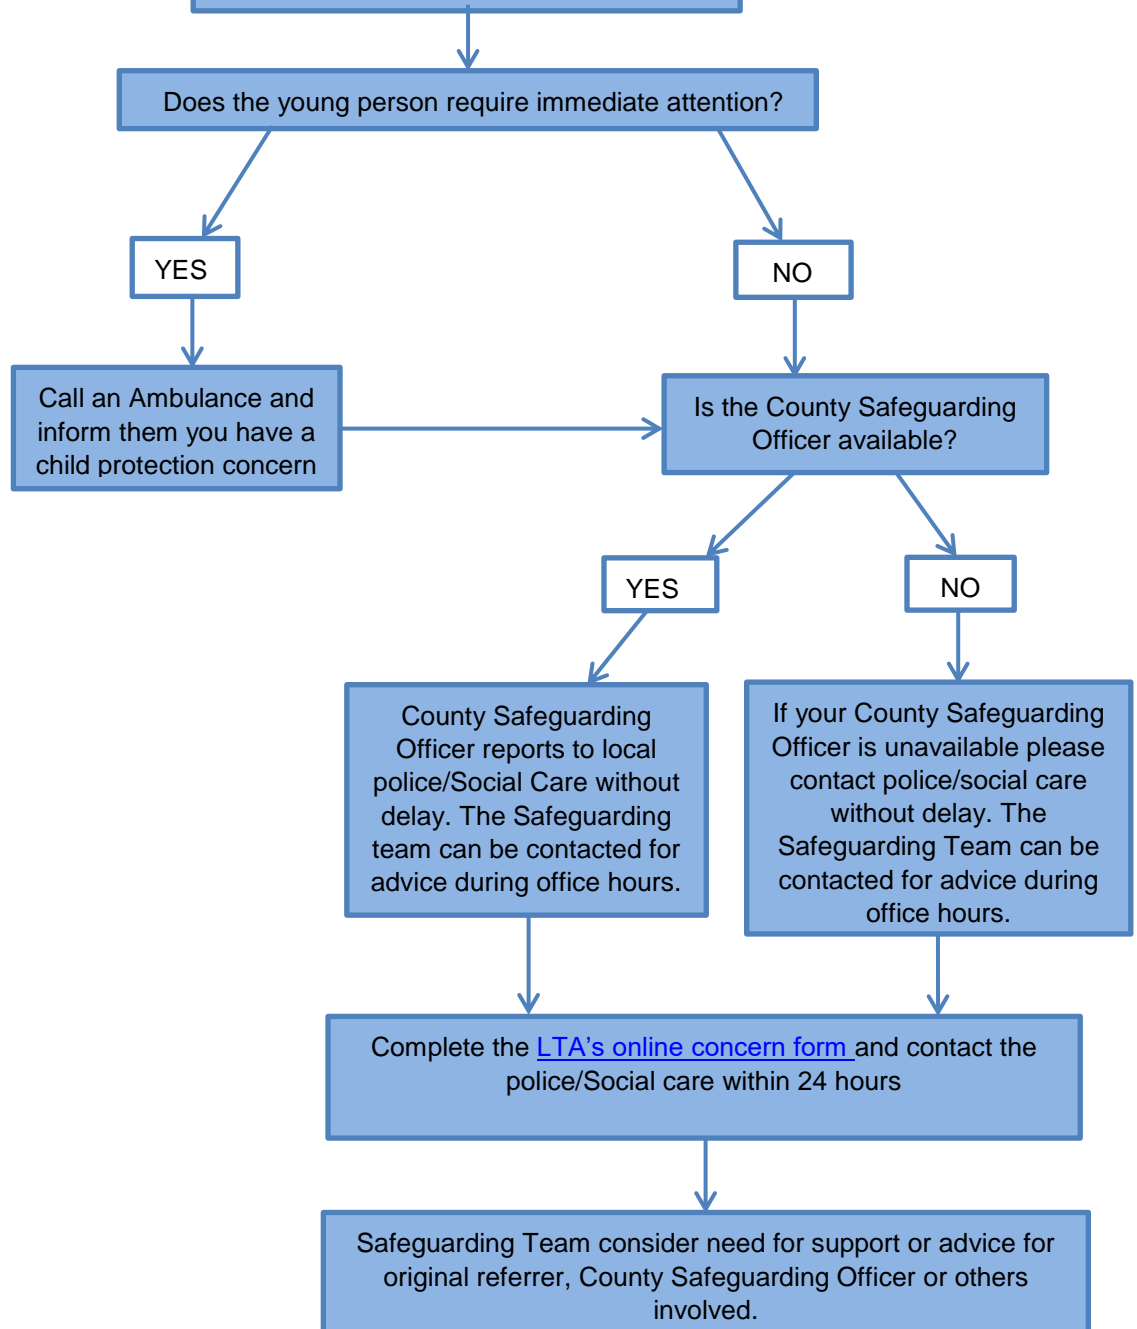 Does the young person require immediate attention?
YES
NO
Call an Ambulance and
inform them you have a
child protection concern
Is the County Safeguarding
Officer available?
YES
NO
County Safeguarding
Officer reports to local
police/Social Care without
delay. The Safeguarding
team can be contacted for
advice during office hours.
If your County Safeguarding
Officer is unavailable please
contact police/social care
without delay. The
Safeguarding Team can be
contacted for advice during
office hours.
Complete the LTA’s online concern form and contact the
police/Social care within 24 hours
Safeguarding Team consider need for support or advice for
original referrer, County Safeguarding Officer or others
involved.